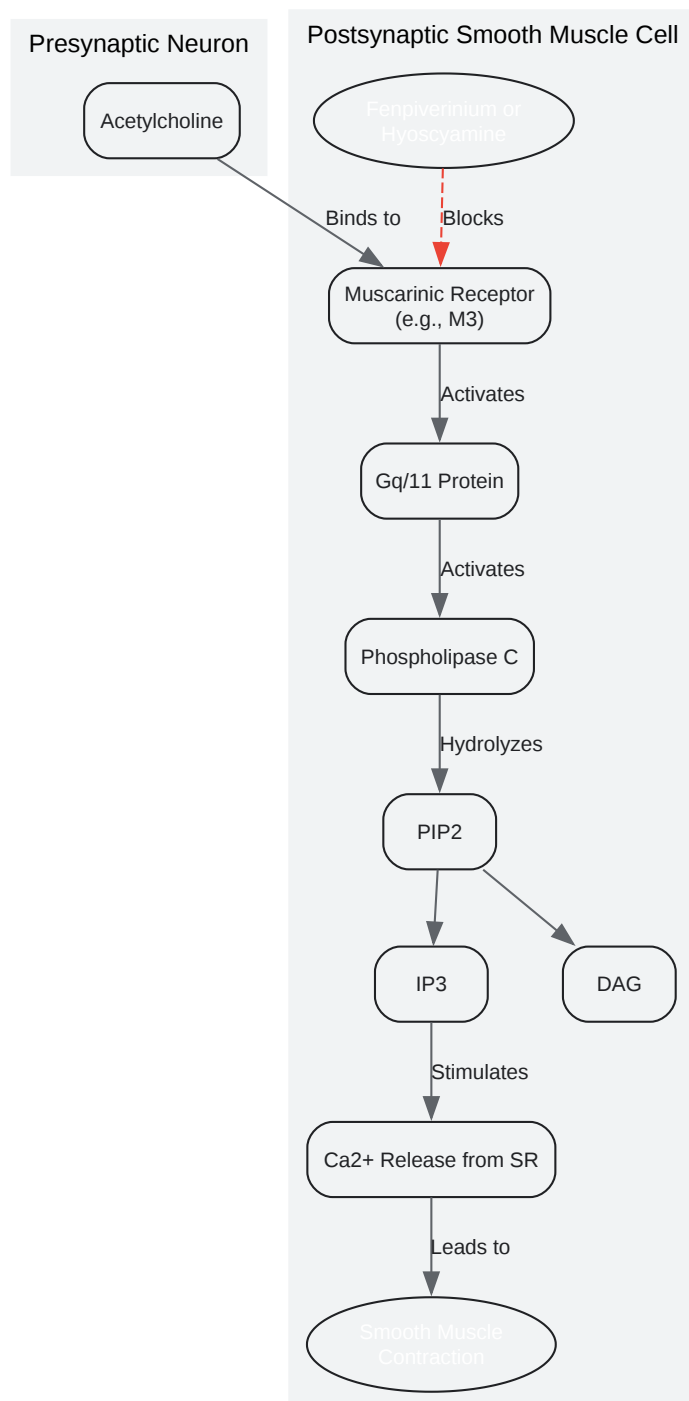 Presynaptic Neuron
Postsynaptic Smooth Muscle Cell
Acetylcholine
Fenpiverinium or
Hyoscyamine
Binds to
Blocks
Muscarinic Receptor
(e.g., M3)
Activates
Gq/11 Protein
Activates
Phospholipase C
Hydrolyzes
PIP2
IP3
DAG
Stimulates
Ca2+ Release from SR
Leads to
Smooth Muscle
Contraction